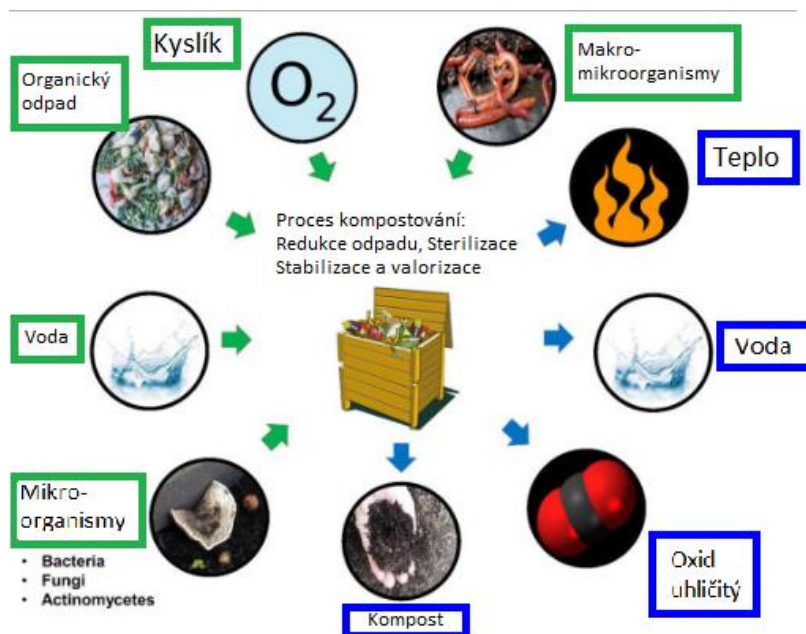 Kyslík
O2
Makro-
mikroorganismy
Organický
odpad
Teplo
Proces kompostování:
Redukce odpadu, Sterilizace
Stabilizace a valorizace
Voda
Voda
Mikro-
organismy
• Bacteria
• Fungi
• Actinomycetes
Oxid
uhličitý
Kompost